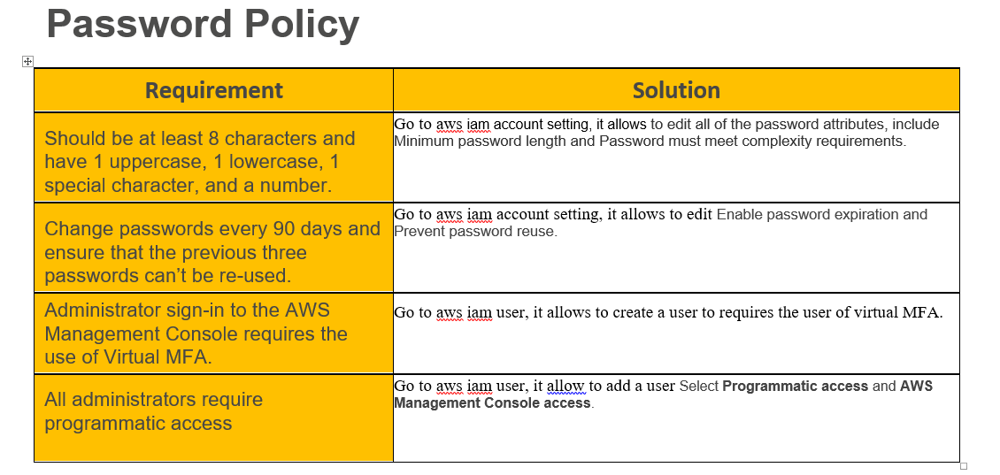 Password Policy
Requirement
Solution
Should be at least 8 characters and
have 1 uppercase, 1 lowercase, 1
special character, and a number.
Go to aws iam account setting, it allows to edit all of the password attributes, include
Minimum password length and Password must meet complexity requirements.
Change passwords every 90 days and
ensure that the previous three
passwords can’t be re-used.
Go to aws iam account setting, it allows to edit Enable password expiration and
Prevent password reuse.
Administrator sign-in to the AWS
Management Console requires the
use of Virtual MFA.
Go to aws iam user, it allows to create a user to requires the user of virtual MFA.
All administrators require
programmatic access
Go to aws iam user, it allow to add a user Select Programmatic access and AWS
Management Console access.